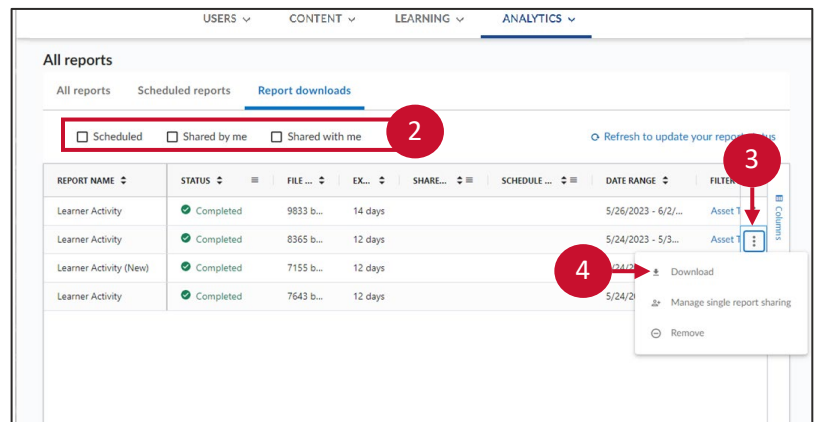 USERS CONTENT LEARNING ANALYTICS
All reports
All reports Scheduled reports Report downloads
Scheduled Shared by me Shared with me 2 Refresh to update your report
3
REPORT NAME STATUS FILE ... EX... SHARE... SCHEDULE ... DATE RANGE
Learner Activity Completed 9833 b... 14 days 5/26/2023 - 6/2/... Asset T
Columns
Learner Activity Completed 8365 b... 12 days 5/24/2023 - 5/3... Asset T
Learner Activity (New) Completed 7155 b... 12 days
4 Download
Learner Activity Completed 7643 b... 12 days 5/24/2
Manage single report sharing
Remove